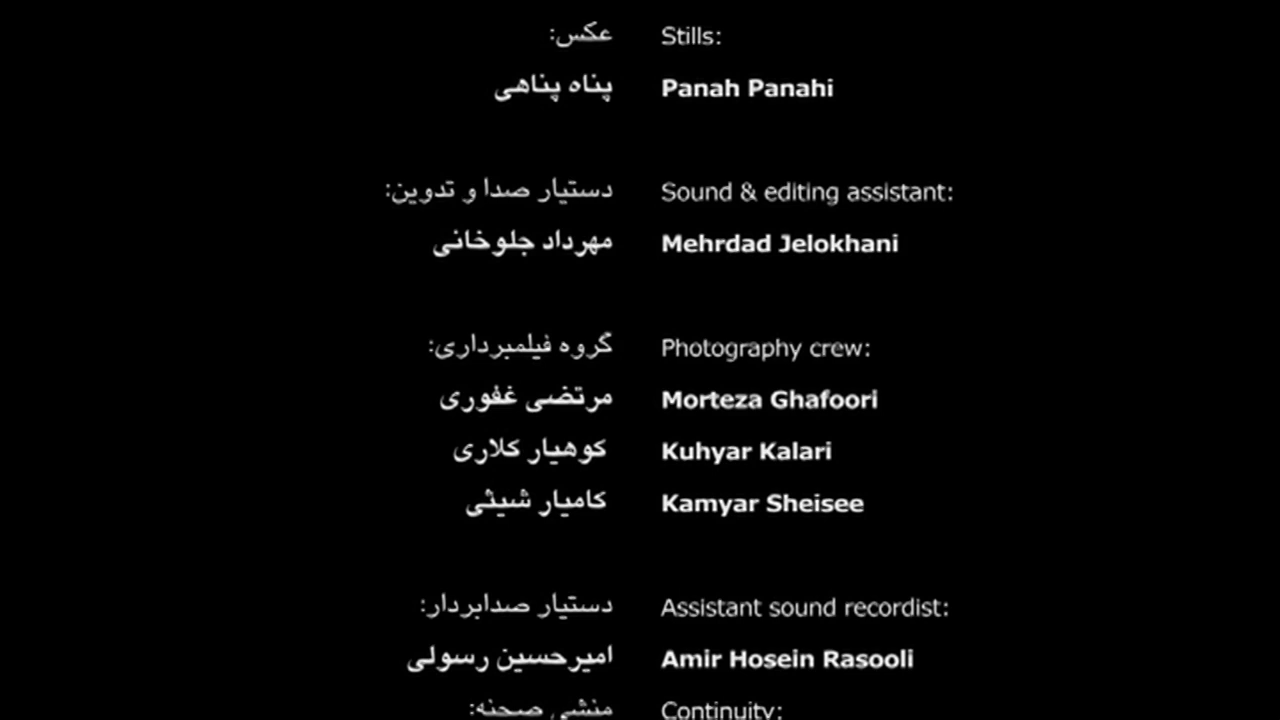 عکس: Stills:
پناه پناهی Panah Panahi
دستیار صدا و تدوین: Sound & editing assistant:
مهرداد جلوخانی Mehrdad Jelokhani
گروه فیلمبرداری: Photography crew:
مرتضی غفوری Morteza Ghafoori
کوهیار کلاری Kuhyar Kalari
کامیار شیثی Kamyar Sheisee
دستیار صدابردار: Assistant sound recordist:
امیرحسین رسولی Amir Hosein Rasooli
منشی صحنه: Continuity: